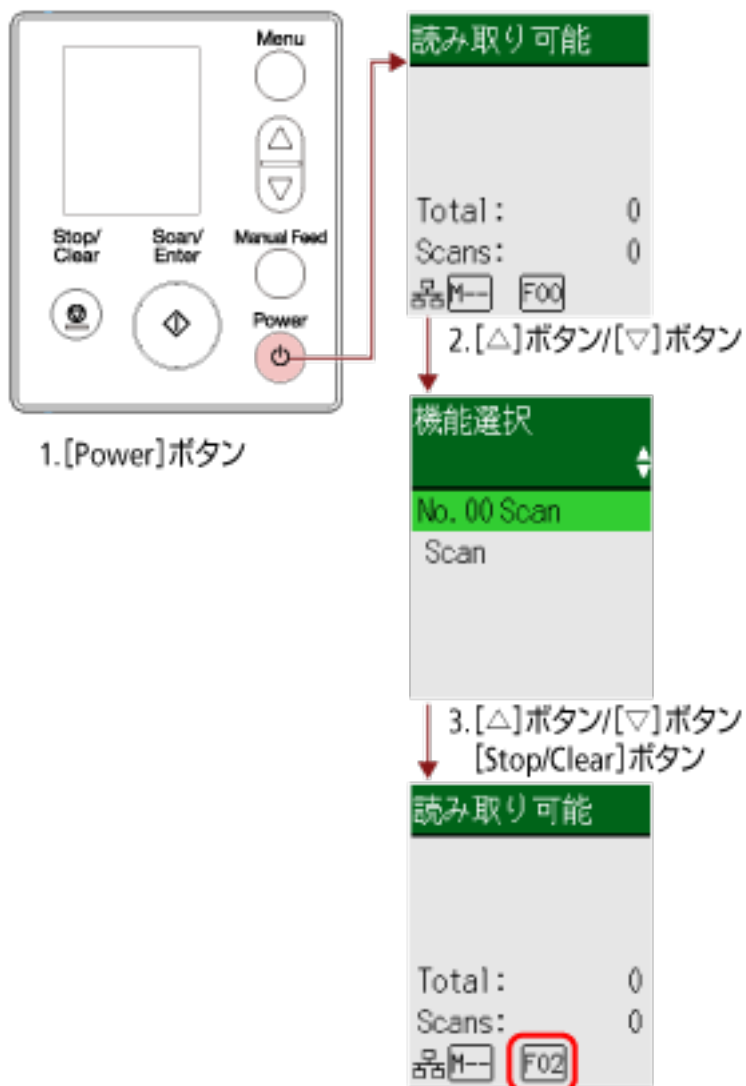 Menu
Stop/Clear
Scan/Enter
Manual Feed
Power
1.[Power]ボタン
読み取り可能
Total: 0
Scans: 0
M-- F00
2.[△]ボタン/[▽]ボタン
機能選択
No. 00 Scan
Scan
3.[△]ボタン/[▽]ボタン
[Stop/Clear]ボタン
読み取り可能
Total: 0
Scans: 0
M-- F02